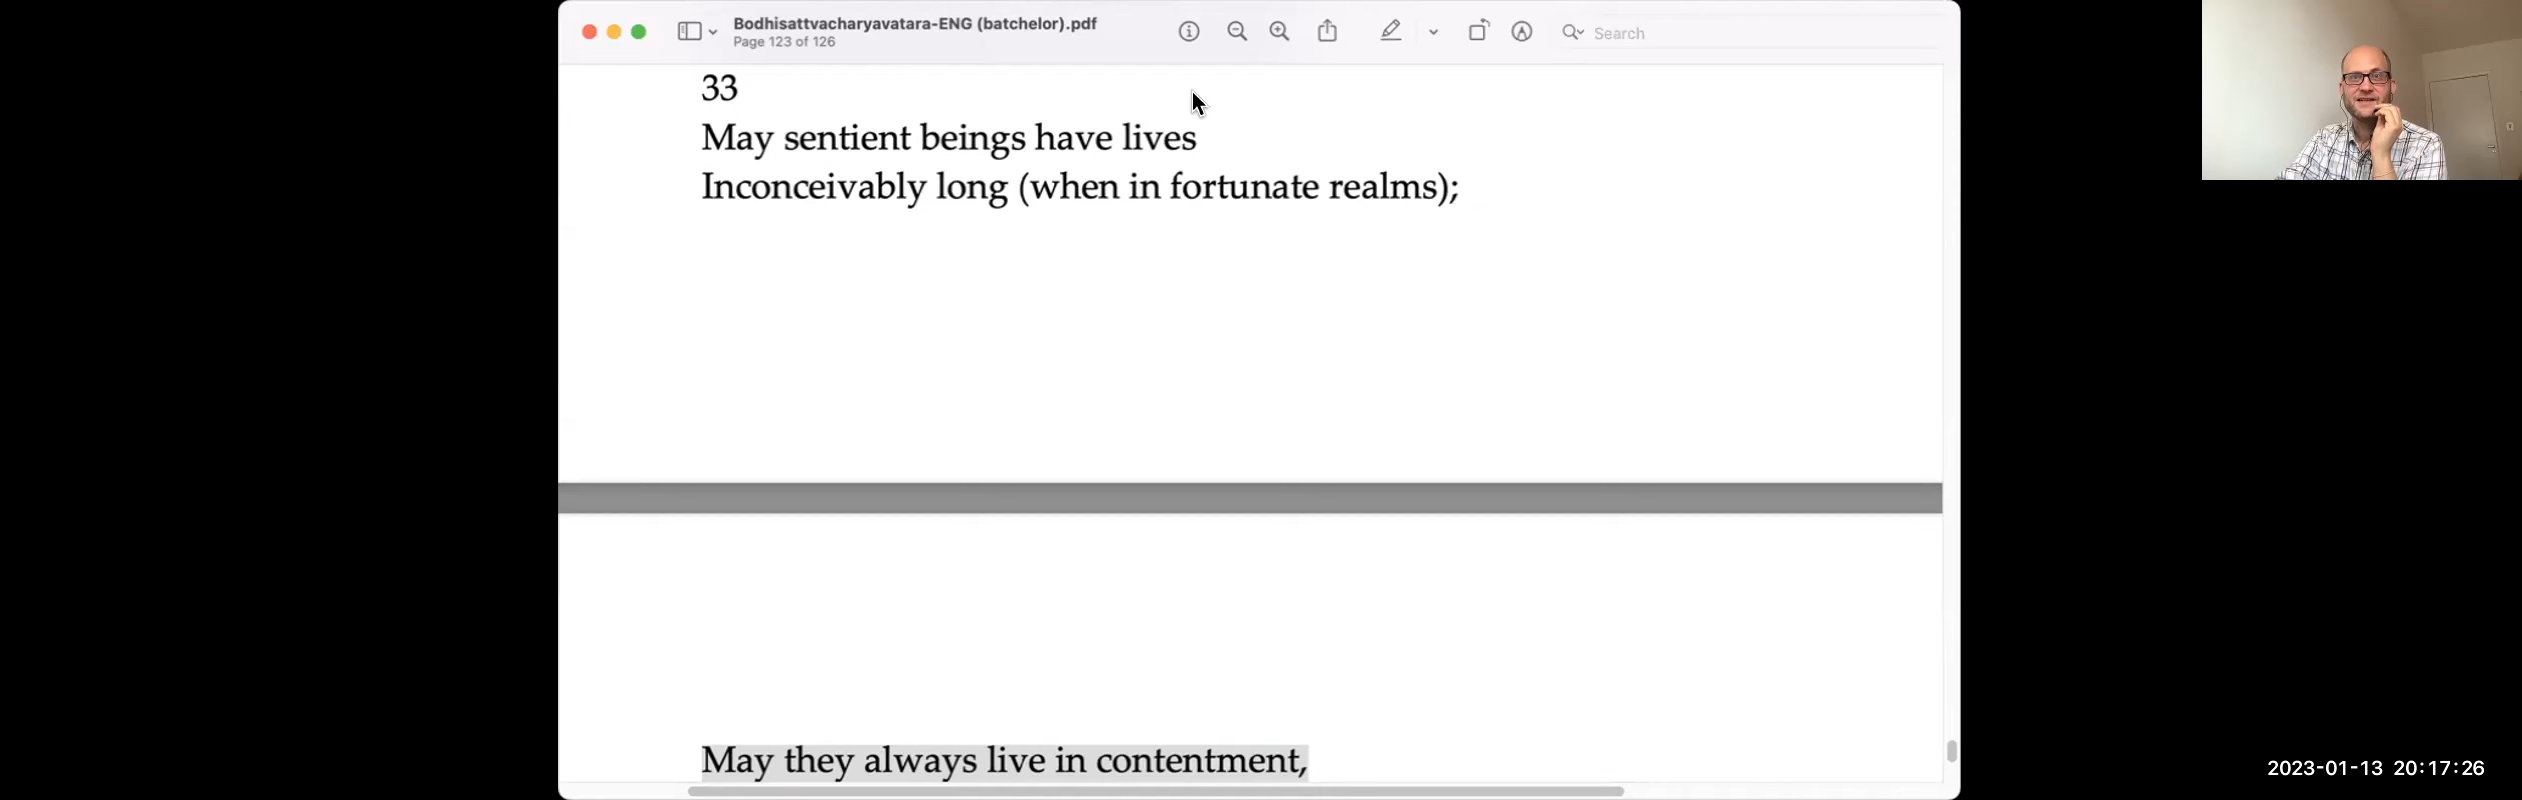 Bodhisattvacharyavatara-ENG (batchelor).pdf
Page 123 of 126
Search
33
May sentient beings have lives
Inconceivably long (when in fortunate realms);
May they always live in contentment,
2023-01-13 20:17:26